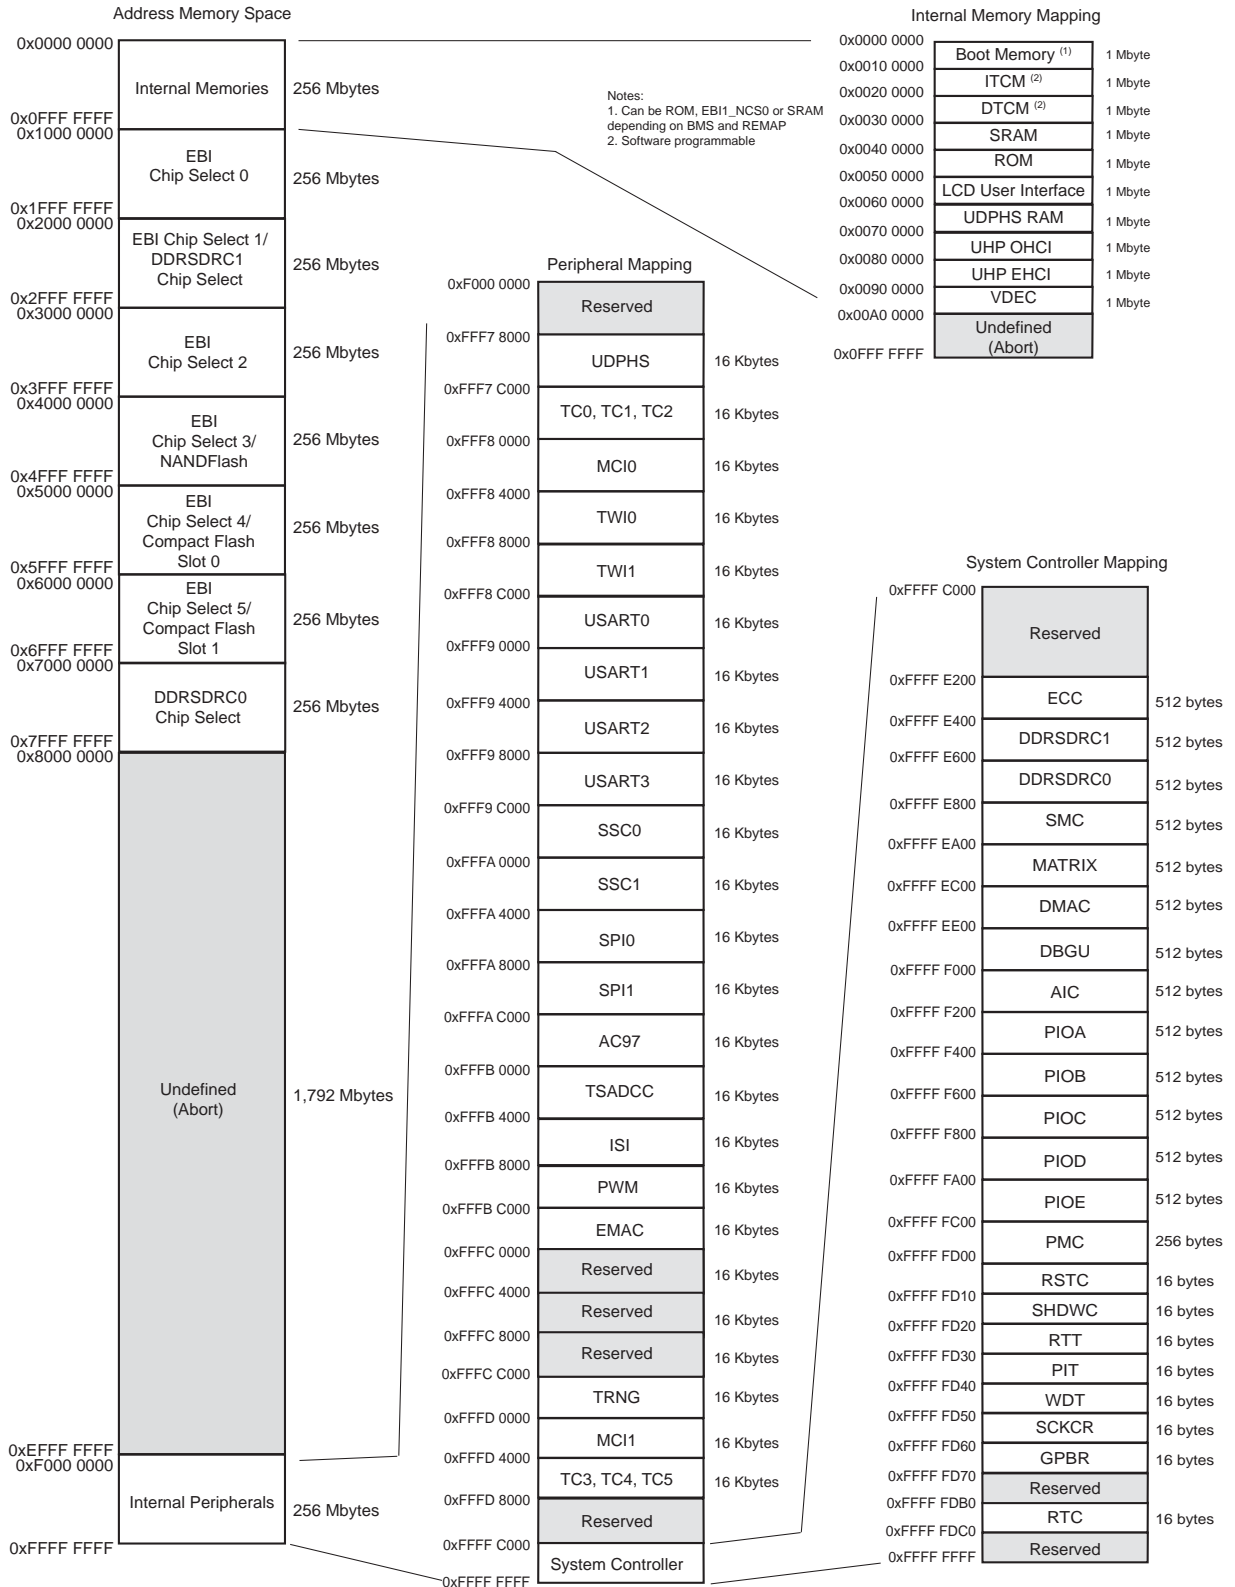 Address Memory Space
0x0000 0000
Internal Memories
256 Mbytes
0x0FFF FFFF
0x1000 0000
EBI
Chip Select 0
256 Mbytes
0x1FFF FFFF
0x2000 0000
EBI Chip Select 1/
DDRSDRC1
Chip Select
256 Mbytes
0x2FFF FFFF
0x3000 0000
EBI
Chip Select 2
256 Mbytes
0x3FFF FFFF
0x4000 0000
EBI
Chip Select 3/
NANDFlash
256 Mbytes
0x4FFF FFFF
0x5000 0000
EBI
Chip Select 4/
Compact Flash
Slot 0
256 Mbytes
0x5FFF FFFF
0x6000 0000
EBI
Chip Select 5/
Compact Flash
Slot 1
256 Mbytes
0x6FFF FFFF
0x7000 0000
DDRSDRC0
Chip Select
256 Mbytes
0x7FFF FFFF
0x8000 0000
Undefined
(Abort)
1,792 Mbytes
0xEFFF FFFF
0xF000 0000
Internal Peripherals
256 Mbytes
0xFFFF FFFF
Notes:
1. Can be ROM, EBI1_NCS0 or SRAM
depending on BMS and REMAP
2. Software programmable
Peripheral Mapping
0xF000 0000
Reserved
0xFFF7 8000
UDPHS 16 Kbytes
0xFFF7 C000
TC0, TC1, TC2 16 Kbytes
0xFFF8 0000
MCI0 16 Kbytes
0xFFF8 4000
TWI0 16 Kbytes
0xFFF8 8000
TWI1 16 Kbytes
0xFFF8 C000
USART0 16 Kbytes
0xFFF9 0000
USART1 16 Kbytes
0xFFF9 4000
USART2 16 Kbytes
0xFFF9 8000
USART3 16 Kbytes
0xFFF9 C000
SSC0 16 Kbytes
0xFFFA 0000
SSC1 16 Kbytes
0xFFFA 4000
SPI0 16 Kbytes
0xFFFA 8000
SPI1 16 Kbytes
0xFFFA C000
AC97 16 Kbytes
0xFFFB 0000
TSADCC 16 Kbytes
0xFFFB 4000
ISI 16 Kbytes
0xFFFB 8000
PWM 16 Kbytes
0xFFFB C000
EMAC 16 Kbytes
0xFFFC 0000
Reserved 16 Kbytes
0xFFFC 4000
Reserved 16 Kbytes
0xFFFC 8000
Reserved 16 Kbytes
0xFFFC C000
TRNG 16 Kbytes
0xFFFD 0000
MCI1 16 Kbytes
0xFFFD 4000
TC3, TC4, TC5 16 Kbytes
0xFFFD 8000
Reserved
0xFFFF C000
System Controller
0xFFFF FFFF
Internal Memory Mapping
0x0000 0000
Boot Memory (1) 1 Mbyte
0x0010 0000
ITCM (2) 1 Mbyte
0x0020 0000
DTCM (2) 1 Mbyte
0x0030 0000
SRAM 1 Mbyte
0x0040 0000
ROM 1 Mbyte
0x0050 0000
LCD User Interface 1 Mbyte
0x0060 0000
UDPHS RAM 1 Mbyte
0x0070 0000
UHP OHCI 1 Mbyte
0x0080 0000
UHP EHCI 1 Mbyte
0x0090 0000
VDEC 1 Mbyte
0x00A0 0000
Undefined
(Abort)
0x0FFF FFFF
System Controller Mapping
0xFFFF C000
Reserved
0xFFFF E200
ECC 512 bytes
0xFFFF E400
DDRSDRC1 512 bytes
0xFFFF E600
DDRSDRC0 512 bytes
0xFFFF E800
SMC 512 bytes
0xFFFF EA00
MATRIX 512 bytes
0xFFFF EC00
DMAC 512 bytes
0xFFFF EE00
DBGU 512 bytes
0xFFFF F000
AIC 512 bytes
0xFFFF F200
PIOA 512 bytes
0xFFFF F400
PIOB 512 bytes
0xFFFF F600
PIOC 512 bytes
0xFFFF F800
PIOD 512 bytes
0xFFFF FA00
PIOE 512 bytes
0xFFFF FC00
PMC 256 bytes
0xFFFF FD00
RSTC 16 bytes
0xFFFF FD10
SHDWC 16 bytes
0xFFFF FD20
RTT 16 bytes
0xFFFF FD30
PIT 16 bytes
0xFFFF FD40
WDT 16 bytes
0xFFFF FD50
SCKCR 16 bytes
0xFFFF FD60
GPBR 16 bytes
0xFFFF FD70
Reserved
0xFFFF FDB0
RTC 16 bytes
0xFFFF FDC0
Reserved
0xFFFF FFFF